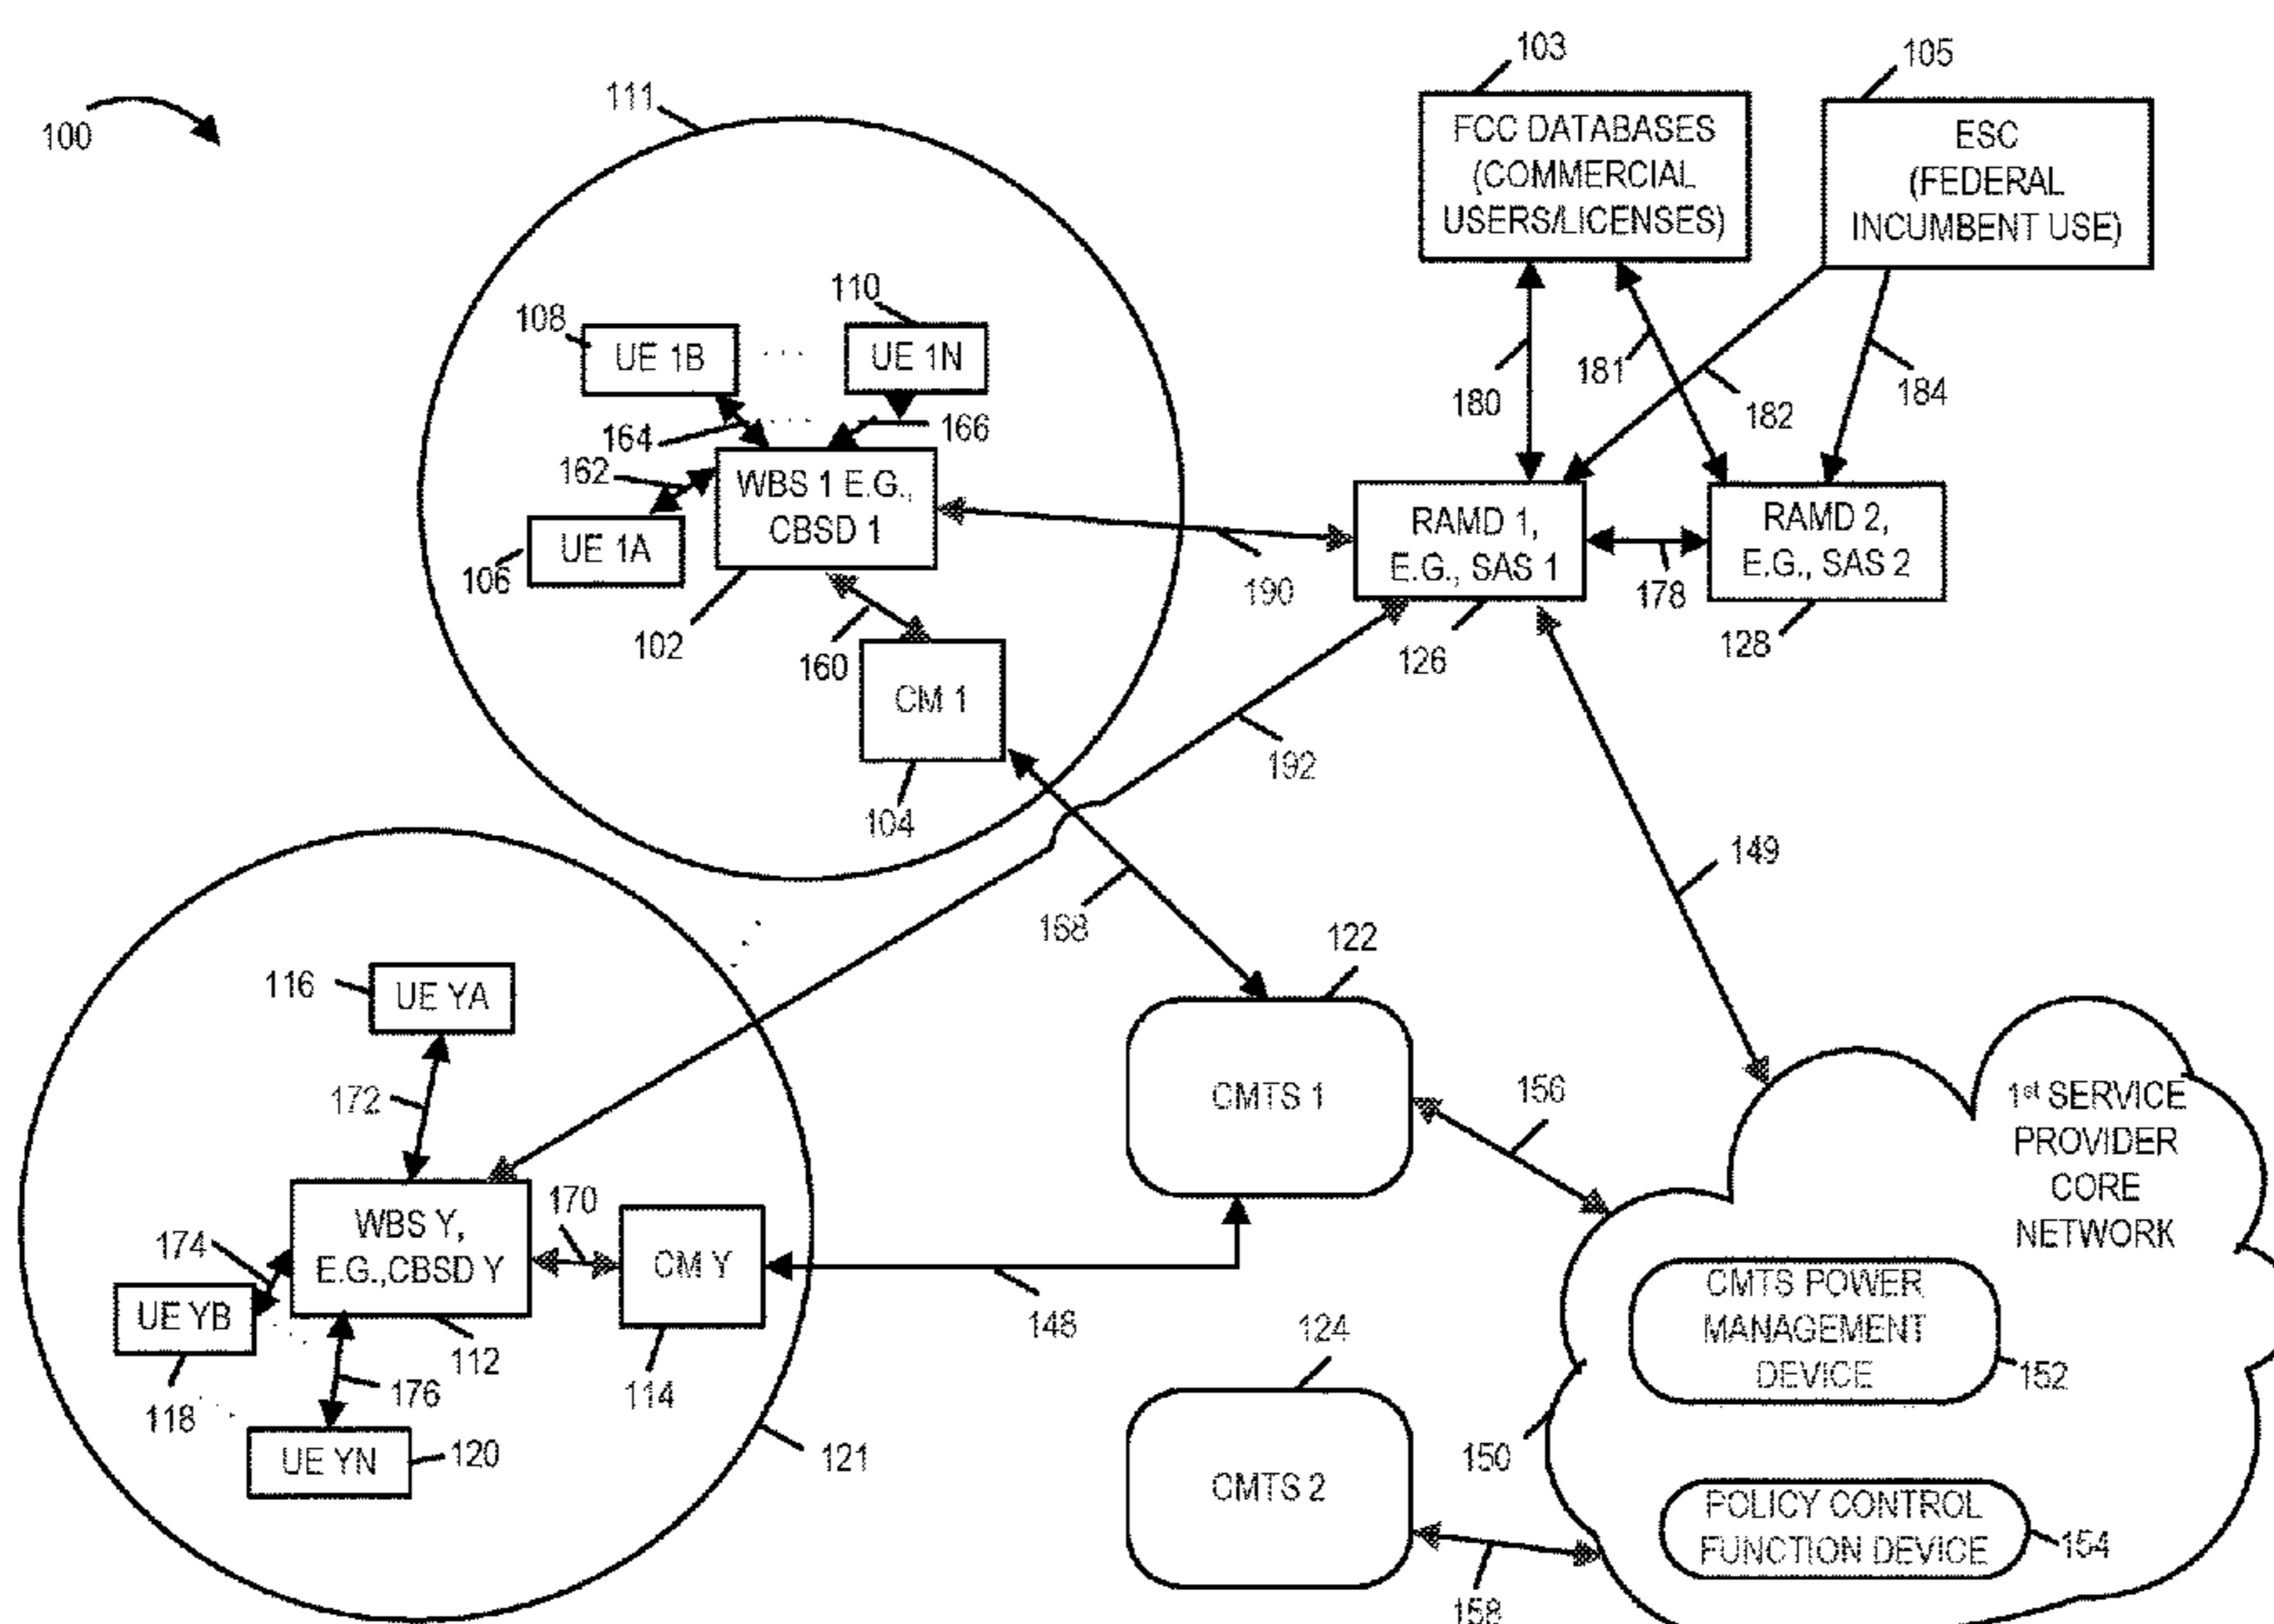 100
111
103
105
FCC DATABASES
(COMMERCIAL
USERS/LICENSES)
ESC
(FEDERAL
INCUMBENT USE)
108
110
UE 1B
UE 1N
180
181
182
184
164
166
162
WBS 1 E.G.,
CBSD 1
106
UE 1A
102
160
190
RAMD 1,
E.G., SAS 1
RAMD 2,
E.G., SAS 2
178
126
128
CM 1
104
192
149
168
116
UE YA
122
172
CMTS 1
156
1st SERVICE
PROVIDER
CORE
NETWORK
174
WBS Y,
E.G.,CBSD Y
170
CM Y
UE YB
118
112
176
114
148
124
CMTS POWER
MANAGEMENT
DEVICE
152
UE YN
120
121
CMTS 2
150
POLICY CONTROL
FUNCTION DEVICE
154
158